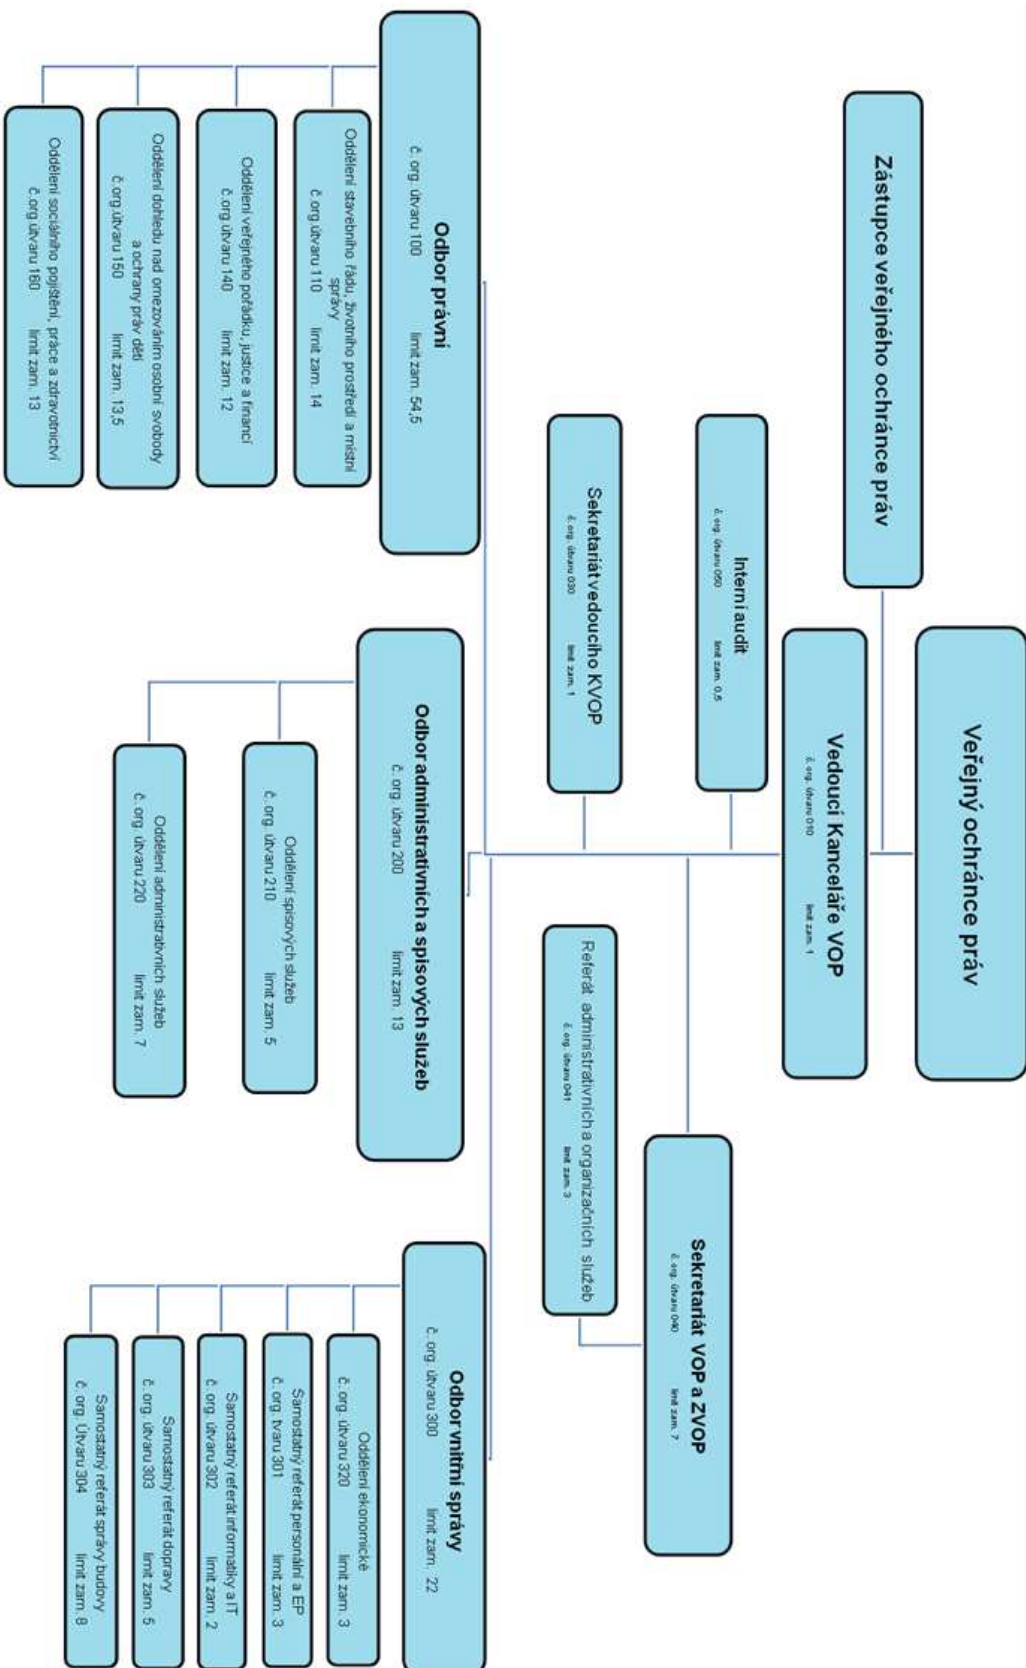 Veřejný ochránce práv
Zástupce veřejného ochránce práv
Vedoucí Kanceláře VOP
č. org. útvaru 010 limit zam. 1
Interní audit
č. org. útvaru 050 limit zam. 0,5
Sekretariát VOP a ZVOP
č. org. útvaru 040 limit zam. 7
Sekretariát vedoucího KVOP
č. org. útvaru 030 limit zam. 1
Referát administrativních a organizačních služeb
č. org. útvaru 041 limit zam. 3
Odbor právní
č. org. útvaru 100 limit zam. 54,5
Oddělení stavebního řádu, životního prostředí a místní
správy
č.org.útvaru 110 limit zam. 14
Oddělení veřejného pořádku, justice a financí
č.org.útvaru 140 limit zam. 12
Oddělení dohledu nad omezováním osobní svobody
a ochrany práv dětí
č.org.útvaru 150 limit zam. 13,5
Oddělení sociálního pojištění, práce a zdravotnictví
č.org.útvaru 160 limit zam. 13
Odbor administrativních a spisových služeb
č. org. útvaru 200 limit zam. 13
Oddělení spisových služeb
č. org. útvaru 210 limit zam. 5
Oddělení administrativních služeb
č. org. útvaru 220 limit zam. 7
Odbor vnitřní správy
č. org. útvaru 300 limit zam. 22
Oddělení ekonomické
č. org. útvaru 320 limit zam. 3
Samostatný referát personální a EP
č. org. tvaru 301 limit zam. 3
Samostatný referát informatiky a IT
č. org. útvaru 302 limit zam. 2
Samostatný referát dopravy
č. org. útvaru 303 limit zam. 5
Samostatný referát správy budovy
č. org. Útvaru 304 limit zam. 8